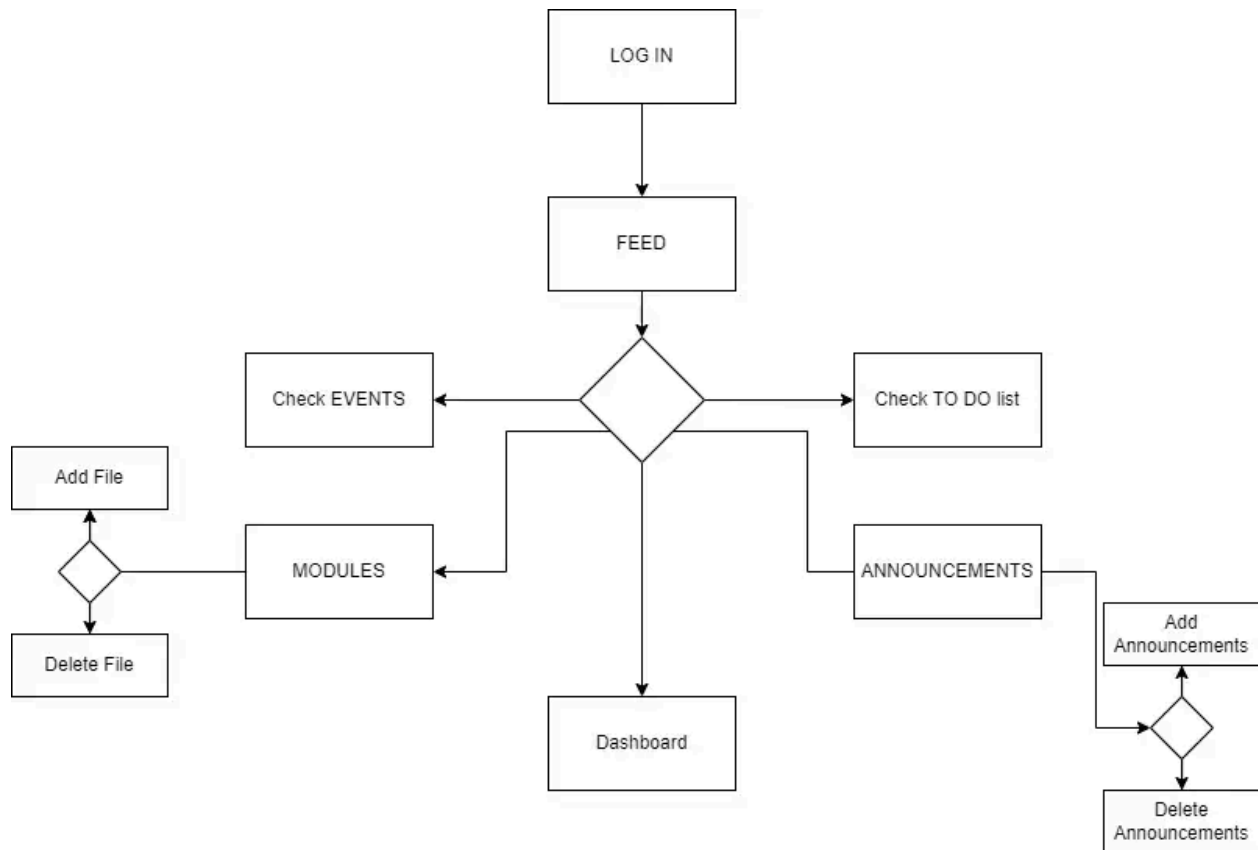 LOG IN
FEED
Check EVENTS
Check TO DO list
Add File
MODULES
ANNOUNCEMENTS
Delete File
Add
Announcements
Dashboard
Delete
Announcements